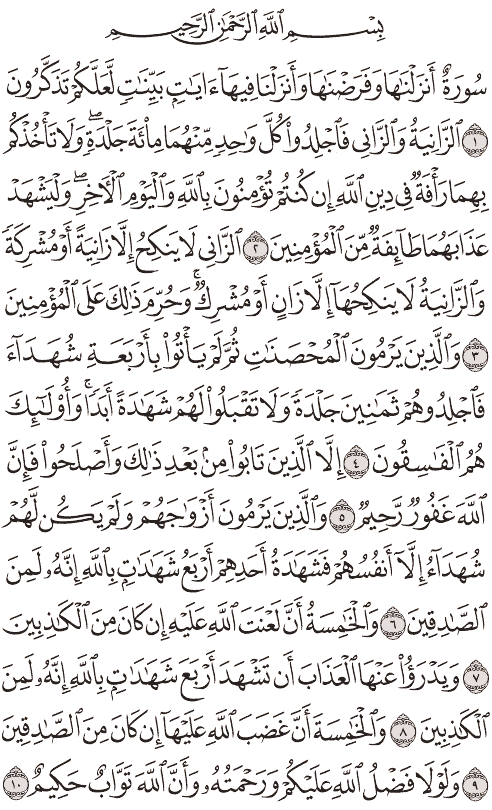 بِسْمِ ٱللَّهِ ٱلرَّحْمَٰنِ ٱلرَّحِيمِ
سُورَةٌ أَنزَلْنَٰهَا وَفَرَضْنَٰهَا وَأَنزَلْنَا فِيهَآ ءَايَٰتٍۭ بَيِّنَٰتٍ لَّعَلَّكُمْ تَذَكَّرُونَ
١ ٱلزَّانِيَةُ وَٱلزَّانِى فَٱجْلِدُوا۟ كُلَّ وَٰحِدٍ مِّنْهُمَا مِا۟ئَةَ جَلْدَةٍ ۖ وَلَا تَأْخُذْكُم
بِهِمَا رَأْفَةٌ فِى دِينِ ٱللَّهِ إِن كُنتُمْ تُؤْمِنُونَ بِٱللَّهِ وَٱلْيَوْمِ ٱلْءَاخِرِ ۖ وَلْيَشْهَدْ
عَذَابَهُمَا طَآئِفَةٌ مِّنَ ٱلْمُؤْمِنِينَ ٢ ٱلزَّانِى لَا يَنكِحُ إِلَّا زَانِيَةً أَوْ مُشْرِكَةً
وَٱلزَّانِيَةُ لَا يَنكِحُهَآ إِلَّا زَانٍ أَوْ مُشْرِكٌ ۚ وَحُرِّمَ ذَٰلِكَ عَلَى ٱلْمُؤْمِنِينَ
٣ وَٱلَّذِينَ يَرْمُونَ ٱلْمُحْصَنَٰتِ ثُمَّ لَمْ يَأْتُوا۟ بِأَرْبَعَةِ شُهَدَآءَ
فَٱجْلِدُوهُمْ ثَمَٰنِينَ جَلْدَةً وَلَا تَقْبَلُوا۟ لَهُمْ شَهَٰدَةً أَبَدًا ۚ وَأُو۟لَٰٓئِكَ
هُمُ ٱلْفَٰسِقُونَ ٤ إِلَّا ٱلَّذِينَ تَابُوا۟ مِنۢ بَعْدِ ذَٰلِكَ وَأَصْلَحُوا۟ فَإِنَّ
ٱللَّهَ غَفُورٌ رَّحِيمٌ ٥ وَٱلَّذِينَ يَرْمُونَ أَزْوَٰجَهُمْ وَلَمْ يَكُن لَّهُمْ
شُهَدَآءُ إِلَّآ أَنفُسُهُمْ فَشَهَٰدَةُ أَحَدِهِمْ أَرْبَعُ شَهَٰدَٰتٍۭ بِٱللَّهِ إِنَّهُۥ لَمِنَ
ٱلصَّٰدِقِينَ ٦ وَٱلْخَٰمِسَةُ أَنَّ لَعْنَتَ ٱللَّهِ عَلَيْهِ إِن كَانَ مِنَ ٱلْكَٰذِبِينَ
٧ وَيَدْرَؤُا۟ عَنْهَا ٱلْعَذَابَ أَن تَشْهَدَ أَرْبَعَ شَهَٰدَٰتٍۭ بِٱللَّهِ إِنَّهُۥ لَمِنَ
ٱلْكَٰذِبِينَ ٨ وَٱلْخَٰمِسَةَ أَنَّ غَضَبَ ٱللَّهِ عَلَيْهَآ إِن كَانَ مِنَ ٱلصَّٰدِقِينَ
٩ وَلَوْلَا فَضْلُ ٱللَّهِ عَلَيْكُمْ وَرَحْمَتُهُۥ وَأَنَّ ٱللَّهَ تَوَّابٌ حَكِيمٌ ١٠